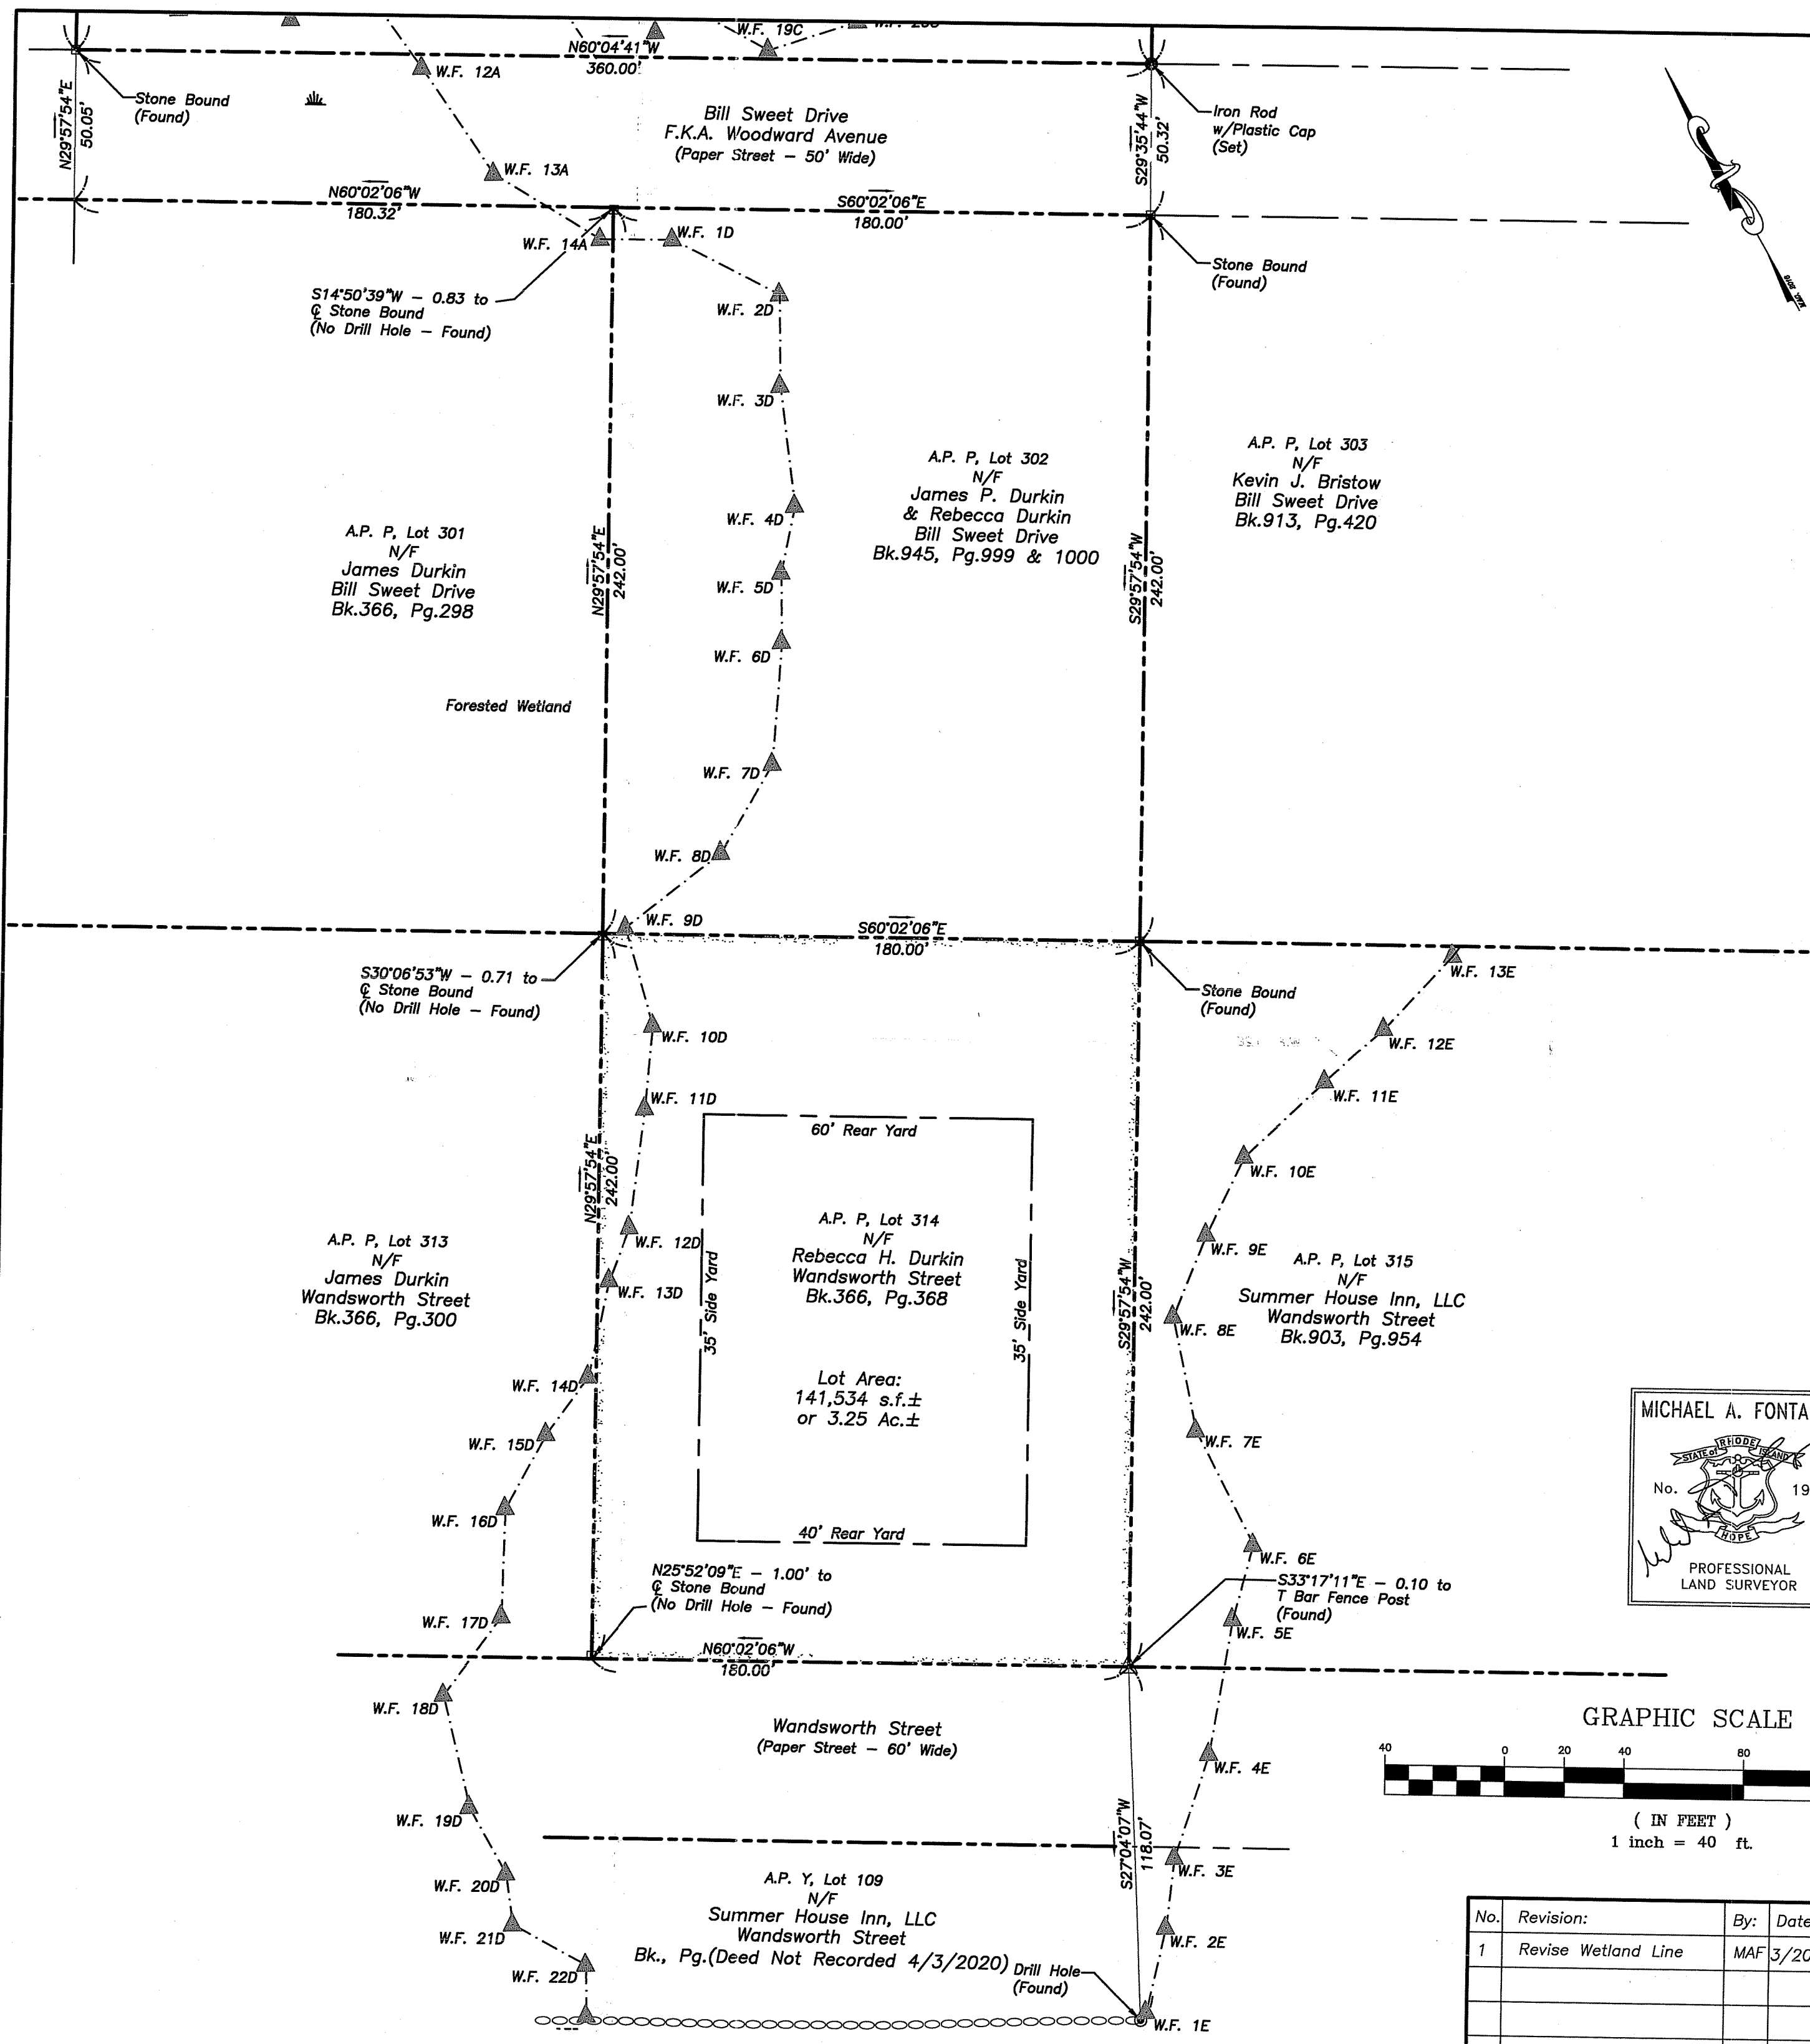 W.F. 19C
N60°04'41"W
360.00'
W.F. 12A
N29°57'54"E
50.05'
Stone Bound
(Found)
Bill Sweet Drive
F.K.A. Woodward Avenue
(Paper Street – 50' Wide)
S29°35'44"W
50.32'
Iron Rod
w/Plastic Cap
(Set)
W.F. 13A
N60°02'06"W
180.32'
S60°02'06"E
180.00'
W.F. 14A
W.F. 1D
Stone Bound
(Found)
S14°50'39"W – 0.83 to
℄ Stone Bound
(No Drill Hole – Found)
W.F. 2D
W.F. 3D
W.F. 4D
W.F. 5D
W.F. 6D
W.F. 7D
W.F. 8D
W.F. 9D
A.P. P, Lot 301
N/F
James Durkin
Bill Sweet Drive
Bk.366, Pg.298
N29°57'54"E
242.00'
A.P. P, Lot 302
N/F
James P. Durkin
& Rebecca Durkin
Bill Sweet Drive
Bk.945, Pg.999 & 1000
S29°57'54"W
242.00'
A.P. P, Lot 303
N/F
Kevin J. Bristow
Bill Sweet Drive
Bk.913, Pg.420
Forested Wetland
S60°02'06"E
180.00'
S30°06'53"W – 0.71 to
℄ Stone Bound
(No Drill Hole – Found)
Stone Bound
(Found)
W.F. 13E
W.F. 12E
W.F. 11E
W.F. 10E
W.F. 9E
W.F. 8E
W.F. 7E
W.F. 6E
W.F. 5E
W.F. 4E
W.F. 3E
W.F. 2E
W.F. 1E
W.F. 10D
W.F. 11D
W.F. 12D
W.F. 13D
W.F. 14D
W.F. 15D
W.F. 16D
W.F. 17D
W.F. 18D
W.F. 19D
W.F. 20D
W.F. 21D
W.F. 22D
N29°57'54"E
242.00'
60' Rear Yard
35' Side Yard
35' Side Yard
40' Rear Yard
A.P. P, Lot 313
N/F
James Durkin
Wandsworth Street
Bk.366, Pg.300
A.P. P, Lot 314
N/F
Rebecca H. Durkin
Wandsworth Street
Bk.366, Pg.368
Lot Area:
141,534 s.f.±
or 3.25 Ac.±
S29°57'54"W
242.00'
A.P. P, Lot 315
N/F
Summer House Inn, LLC
Wandsworth Street
Bk.903, Pg.954
N25°52'09"E – 1.00' to
℄ Stone Bound
(No Drill Hole – Found)
S33°17'11"E – 0.10 to
T Bar Fence Post
(Found)
N60°02'06"W
180.00'
Wandsworth Street
(Paper Street – 60' Wide)
S27°04'07"W
118.07'
A.P. Y, Lot 109
N/F
Summer House Inn, LLC
Wandsworth Street
Bk., Pg.(Deed Not Recorded 4/3/2020)
Drill Hole
(Found)
MICHAEL A. FONTA
STATE of RHODE ISLAND
No. 19
HOPE
PROFESSIONAL
LAND SURVEYOR
GRAPHIC SCALE
40 0 20 40 80
( IN FEET )
1 inch = 40 ft.
No. Revision: By: Date
1 Revise Wetland Line MAF 3/20